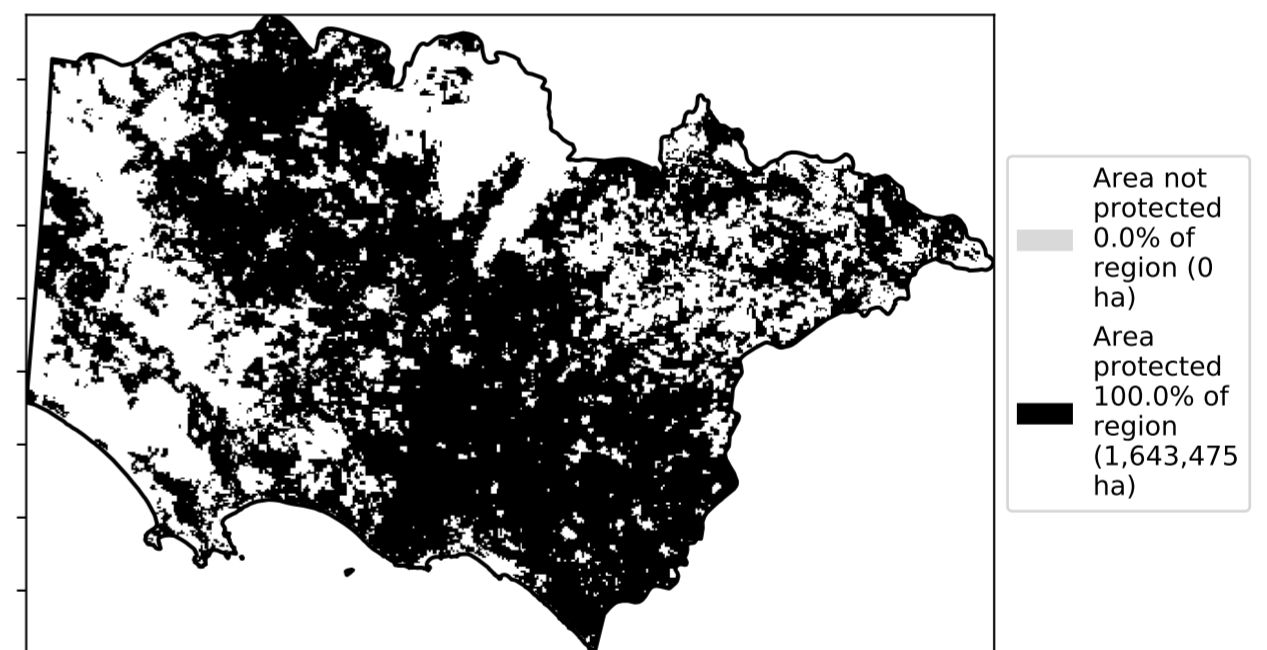 Area not
protected
0.0% of
region (0
ha)
Area
protected
100.0% of
region
(1,643,475
ha)